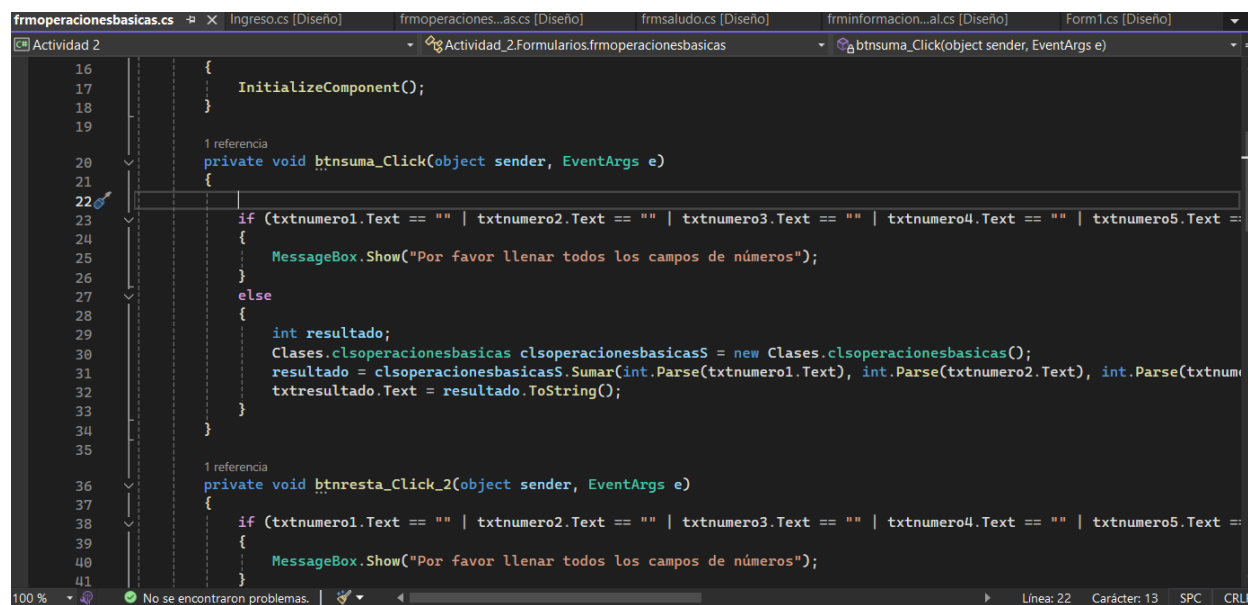 frmoperacionesbasicas.cs Ingreso.cs [Diseño] frmoperaciones...as.cs [Diseño] frmsaludo.cs [Diseño] frminformacion...al.cs [Diseño] Form1.cs [Diseño]
C# Actividad 2 Actividad_2.Formularios.frmoperacionesbasicas btnsuma_Click(object sender, EventArgs e)
16 {
17 InitializeComponent();
18 }
19
1 referencia
20 private void btnsuma_Click(object sender, EventArgs e)
21 {
22
23 if (txtnumero1.Text == "" | txtnumero2.Text == "" | txtnumero3.Text == "" | txtnumero4.Text == "" | txtnumero5.Text ==
24 {
25 MessageBox.Show("Por favor llenar todos los campos de números");
26 }
27 else
28 {
29 int resultado;
30 Clases.clsoperacionesbasicas clsoperacionesbasicasS = new Clases.clsoperacionesbasicas();
31 resultado = clsoperacionesbasicasS.Sumar(int.Parse(txtnumero1.Text), int.Parse(txtnumero2.Text), int.Parse(txtnume
32 txtresultado.Text = resultado.ToString();
33 }
34 }
35
1 referencia
36 private void btnresta_Click_2(object sender, EventArgs e)
37 {
38 if (txtnumero1.Text == "" | txtnumero2.Text == "" | txtnumero3.Text == "" | txtnumero4.Text == "" | txtnumero5.Text ==
39 {
40 MessageBox.Show("Por favor llenar todos los campos de números");
41 }
100 % No se encontraron problemas. Línea: 22 Carácter: 13 SPC CRL